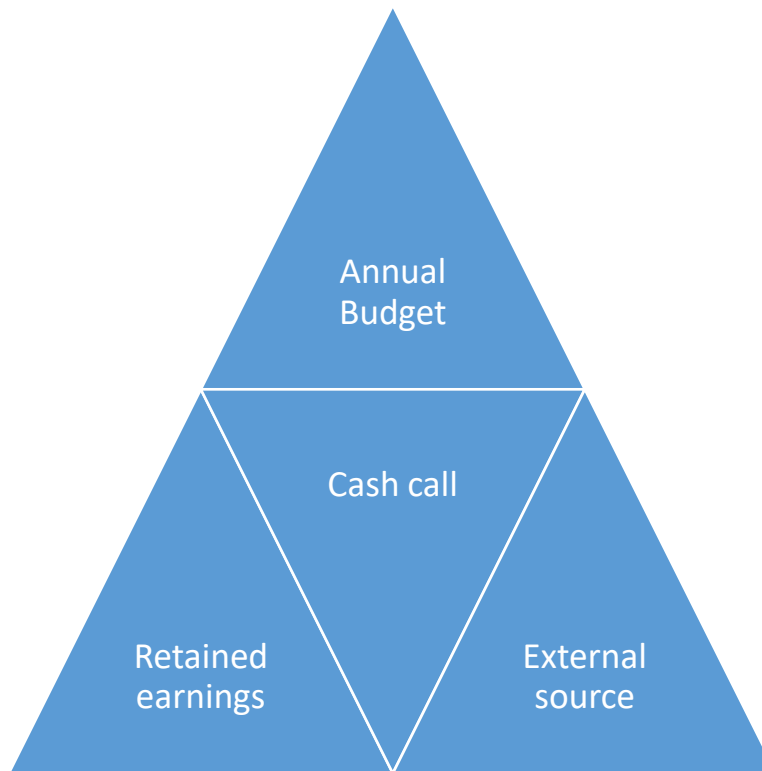 Annual
Budget
Cash call
Retained
earnings
External
source